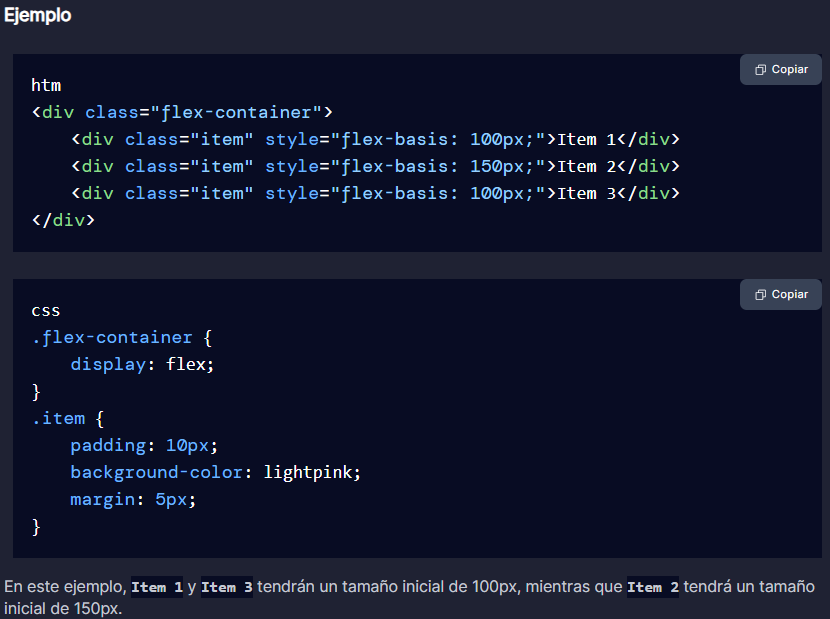 Ejemplo
Copiar
htm
<div class="flex-container">
    <div class="item" style="flex-basis: 100px;">Item 1</div>
    <div class="item" style="flex-basis: 150px;">Item 2</div>
    <div class="item" style="flex-basis: 100px;">Item 3</div>
</div>
Copiar
css
.flex-container {
    display: flex;
}
.item {
    padding: 10px;
    background-color: lightpink;
    margin: 5px;
}
En este ejemplo, Item 1 y Item 3 tendrán un tamaño inicial de 100px, mientras que Item 2 tendrá un tamaño
inicial de 150px.